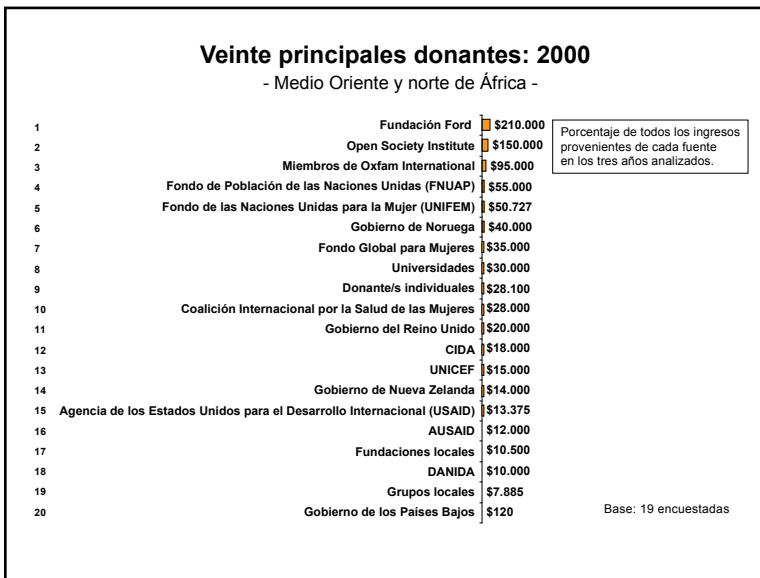 Veinte principales donantes: 2000
- Medio Oriente y norte de África -
1 Fundación Ford $210.000
2 Open Society Institute $150.000
3 Miembros de Oxfam International $95.000
4 Fondo de Población de las Naciones Unidas (FNUAP) $55.000
5 Fondo de las Naciones Unidas para la Mujer (UNIFEM) $50.727
6 Gobierno de Noruega $40.000
7 Fondo Global para Mujeres $35.000
8 Universidades $30.000
9 Donante/s individuales $28.100
10 Coalición Internacional por la Salud de las Mujeres $28.000
11 Gobierno del Reino Unido $20.000
12 CIDA $18.000
13 UNICEF $15.000
14 Gobierno de Nueva Zelanda $14.000
15 Agencia de los Estados Unidos para el Desarrollo Internacional (USAID) $13.375
16 AUSAID $12.000
17 Fundaciones locales $10.500
18 DANIDA $10.000
19 Grupos locales $7.885
20 Gobierno de los Países Bajos $120
Porcentaje de todos los ingresos
provenientes de cada fuente
en los tres años analizados.
Base: 19 encuestadas